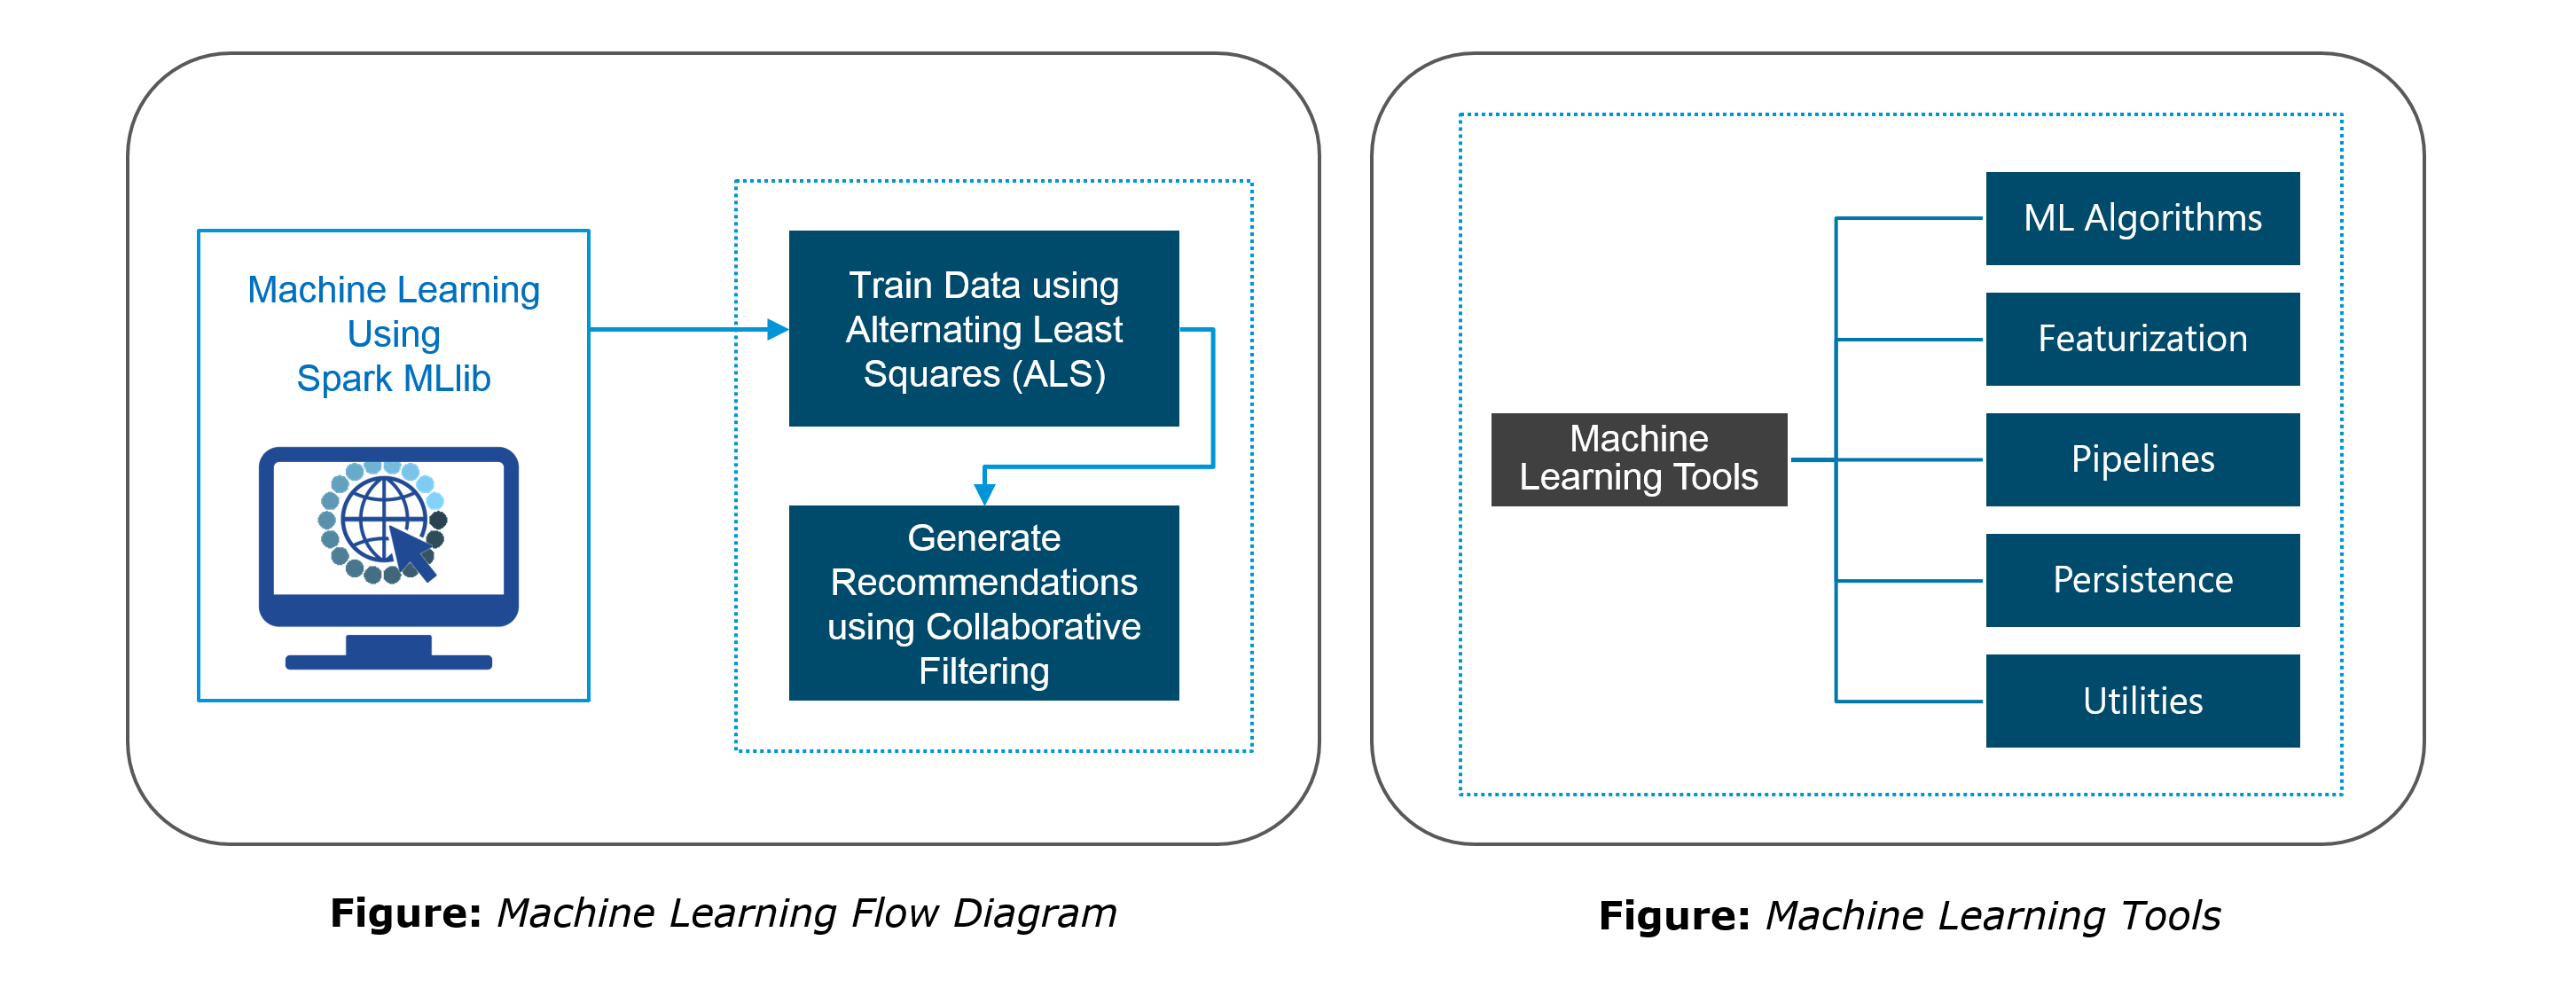 Machine Learning
Using
Spark MLlib
Train Data using
Alternating Least
Squares (ALS)
Generate
Recommendations
using Collaborative
Filtering
Figure: Machine Learning Flow Diagram
Machine
Learning Tools
ML Algorithms
Featurization
Pipelines
Persistence
Utilities
Figure: Machine Learning Tools